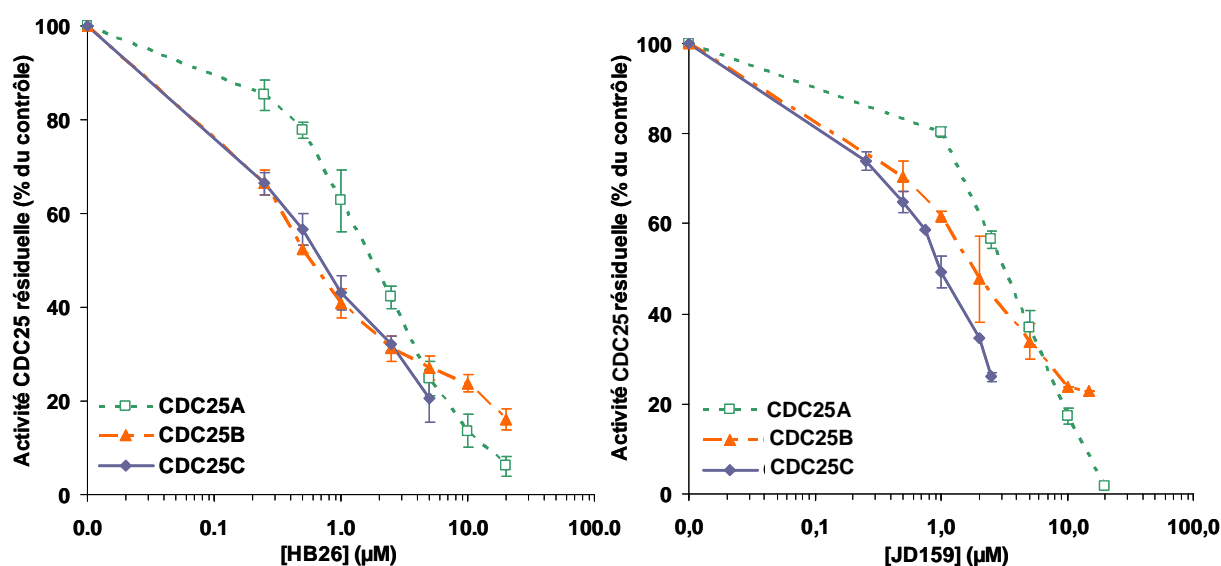 Activité CDC25 résiduelle (% du contrôle)
100
80
60
40
20
0
CDC25A
CDC25B
CDC25C
0.0
0.1
1.0
10.0
100.0
[HB26] (µM)
Activité CDC25 résiduelle (% du contrôle)
100
80
60
40
20
0
CDC25A
CDC25B
CDC25C
0,0
0,1
1,0
10,0
100,0
[JD159] (µM)